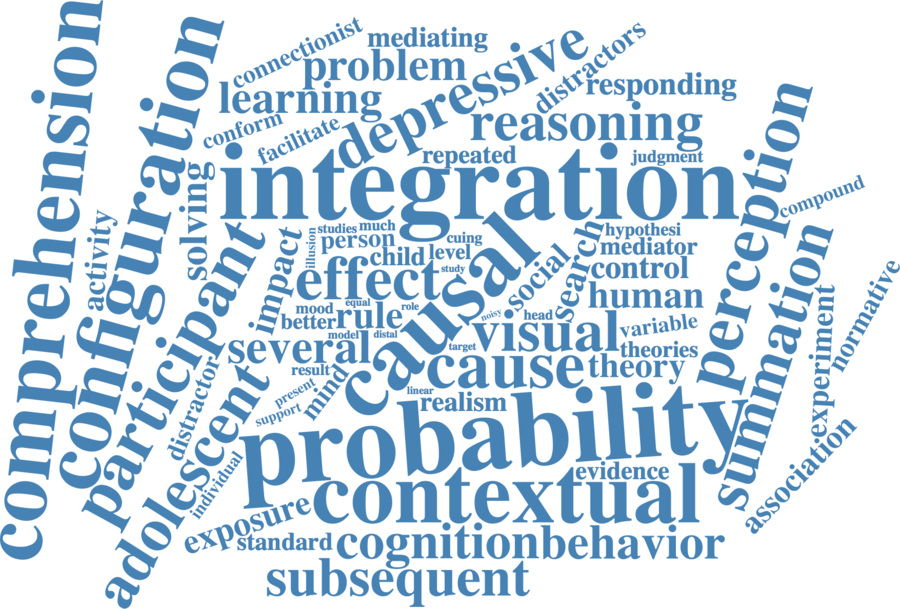 comprehension
configuration
connectionist
mediating
problem
learning
depressive
distractors
responding
conform
facilitate
reasoning
repeated
judgment
integration
solving
activity
participant
impact
illusion
studies
much
person
cuing
child
level
effect
study
causal
social
search
hypothesi
mediator
control
human
perception
compound
summation
experiment
normative
association
mood
equal
role
better
rule
model
distal
several
result
present
support
mind
noisy
head
target
visual
variable
theories
cause
theory
linear
realism
distractor
adolescent
individual
probability
evidence
contextual
exposure
standard
cognition
behavior
subsequent